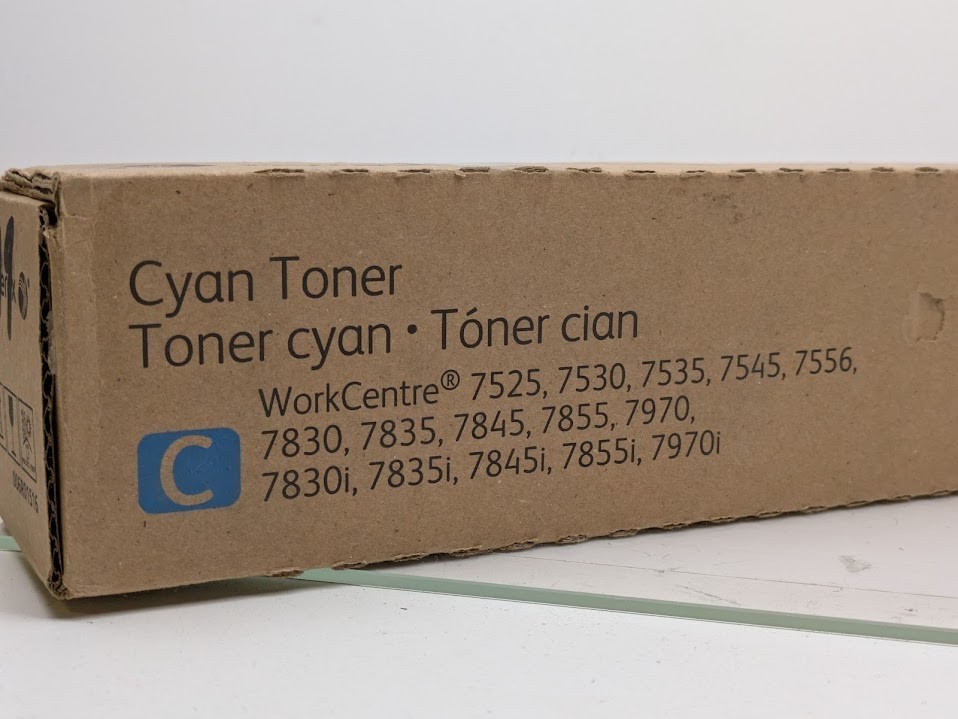 Cyan Toner
Toner cyan • Tóner cian
WorkCentre® 7525, 7530, 7535, 7545, 7556,
7830, 7835, 7845, 7855, 7970,
7830i, 7835i, 7845i, 7855i, 7970i
C